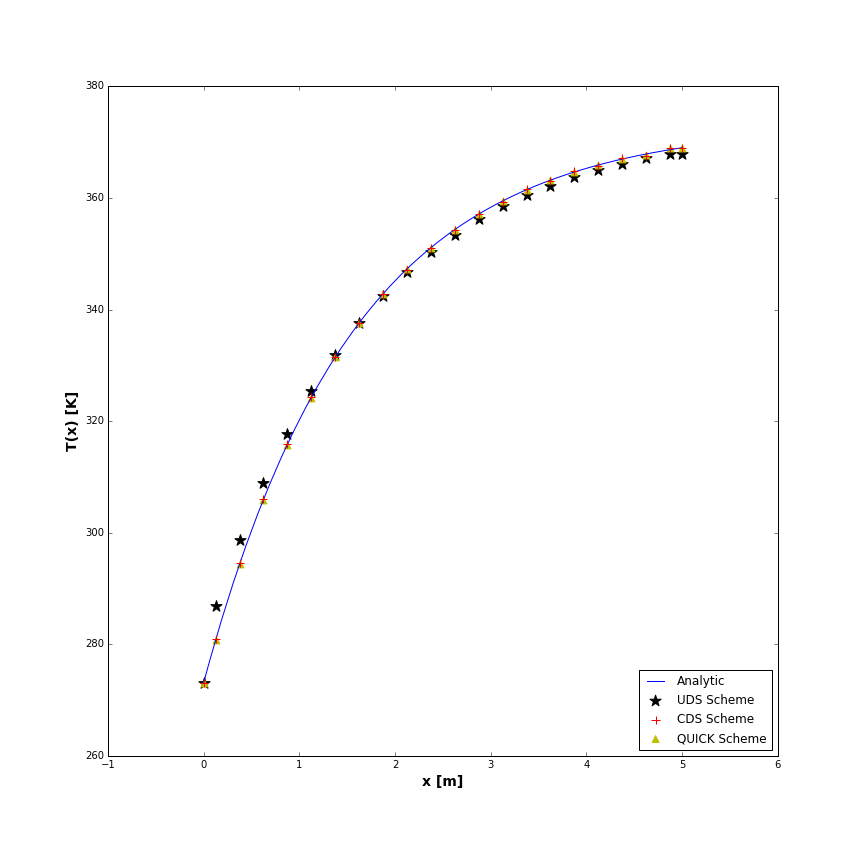 380
360
340
320
300
280
260
T(x) [K]
−1
0
1
2
3
4
5
6
x [m]
Analytic
UDS Scheme
CDS Scheme
QUICK Scheme